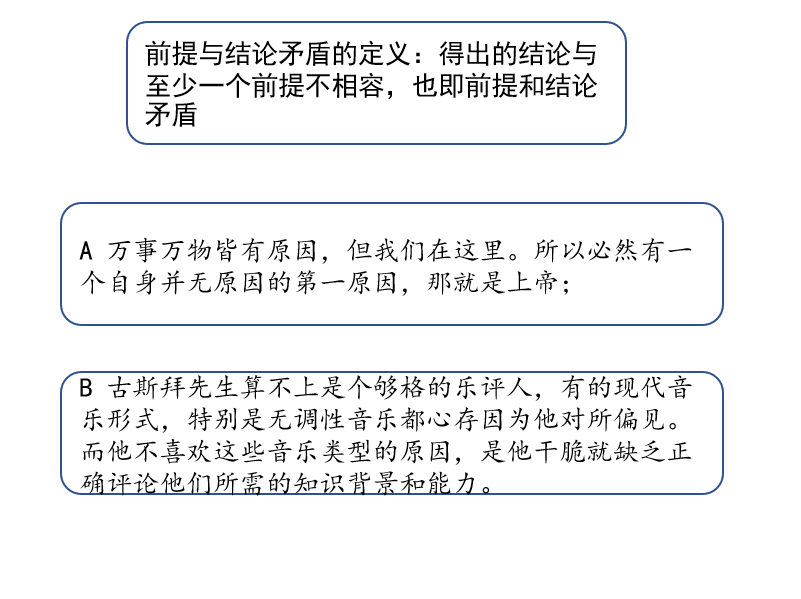 前提与结论矛盾的定义：得出的结论与
至少一个前提不相容，也即前提和结论
矛盾
A 万事万物皆有原因，但我们在这里。所以必然有一
个自身并无原因的第一原因，那就是上帝；
B 古斯拜先生算不上是个够格的乐评人，有的现代音
乐形式，特别是无调性音乐都心存因为他对所偏见。
而他不喜欢这些音乐类型的原因，是他干脆就缺乏正
确评论他们所需的知识背景和能力。